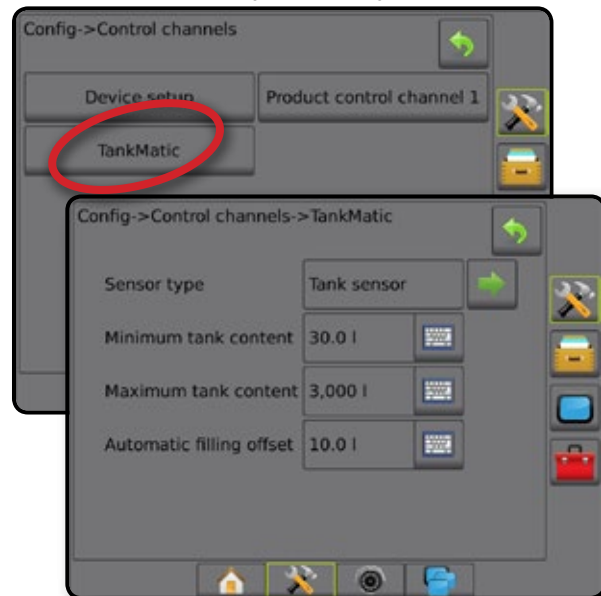 Config->Control channels
Device setup
Product control channel 1
TankMatic
Config->Control channels->TankMatic
Sensor type Tank sensor
Minimum tank content 30.0 l
Maximum tank content 3,000 l
Automatic filling offset 10.0 l